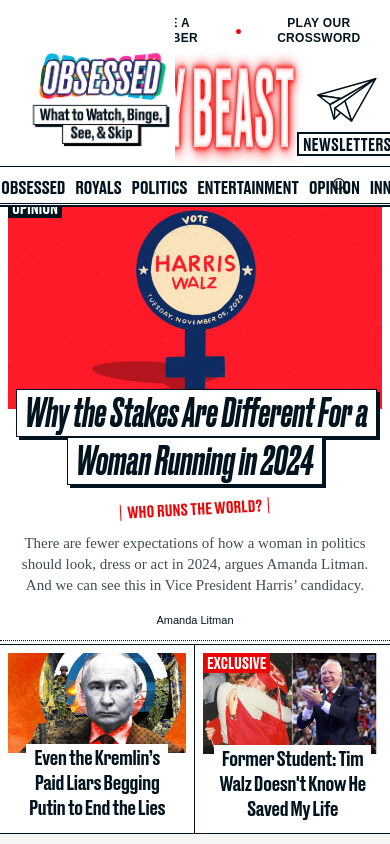 E A
BER
PLAY OUR
CROSSWORD
OBSESSED
What to Watch, Binge,
See, & Skip
Y BEAST
NEWSLETTERS
OBSESSED ROYALS POLITICS ENTERTAINMENT OPINION INN
OPINION
VOTE
HARRIS
WALZ
TUESDAY, NOVEMBER 05, 2024
Why the Stakes Are Different For a
Woman Running in 2024
WHO RUNS THE WORLD?
There are fewer expectations of how a woman in politics
should look, dress or act in 2024, argues Amanda Litman.
And we can see this in Vice President Harris’ candidacy.
Amanda Litman
Even the Kremlin’s
Paid Liars Begging
Putin to End the Lies
EXCLUSIVE
Former Student: Tim
Walz Doesn't Know He
Saved My Life